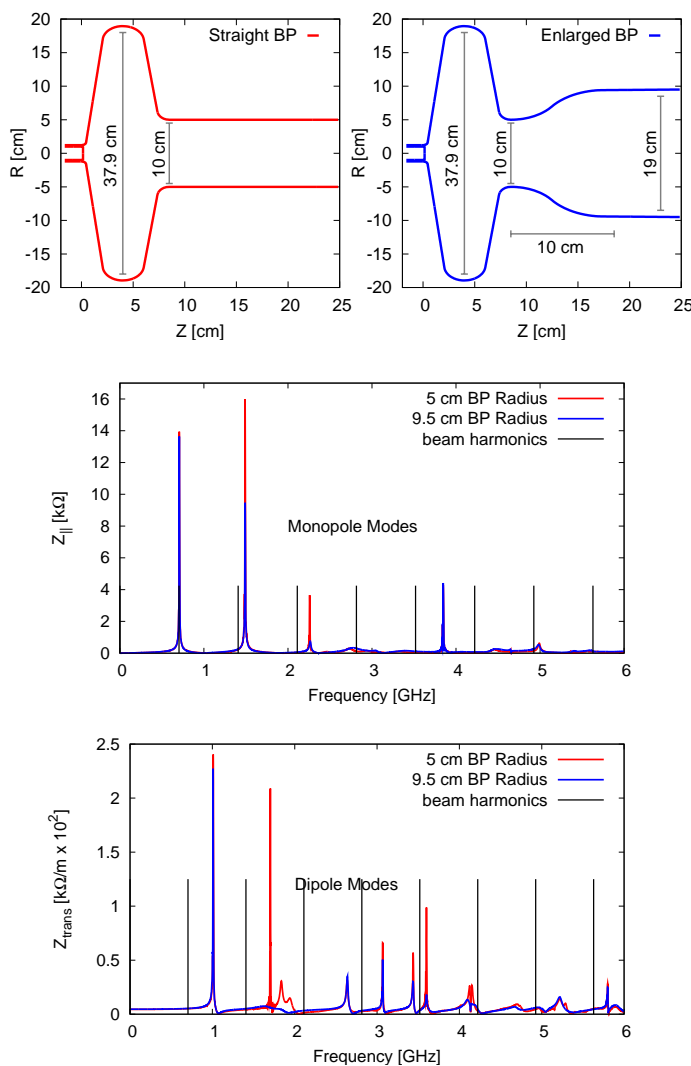 Straight BP
Enlarged BP
20
15
10
5
0
-5
-10
-15
-20
R [cm]
37.9 cm
10 cm
0 5 10 15 20 25
Z [cm]
20
15
10
5
0
-5
-10
-15
-20
R [cm]
37.9 cm
10 cm
19 cm
10 cm
0 5 10 15 20 25
Z [cm]
16
14
12
10
8
6
4
2
0
Z|| [kΩ]
5 cm BP Radius
9.5 cm BP Radius
beam harmonics
Monopole Modes
0 1 2 3 4 5 6
Frequency [GHz]
2.5
2
1.5
1
0.5
0
Ztrans [kΩ/m x 10²]
5 cm BP Radius
9.5 cm BP Radius
beam harmonics
Dipole Modes
0 1 2 3 4 5 6
Frequency [GHz]